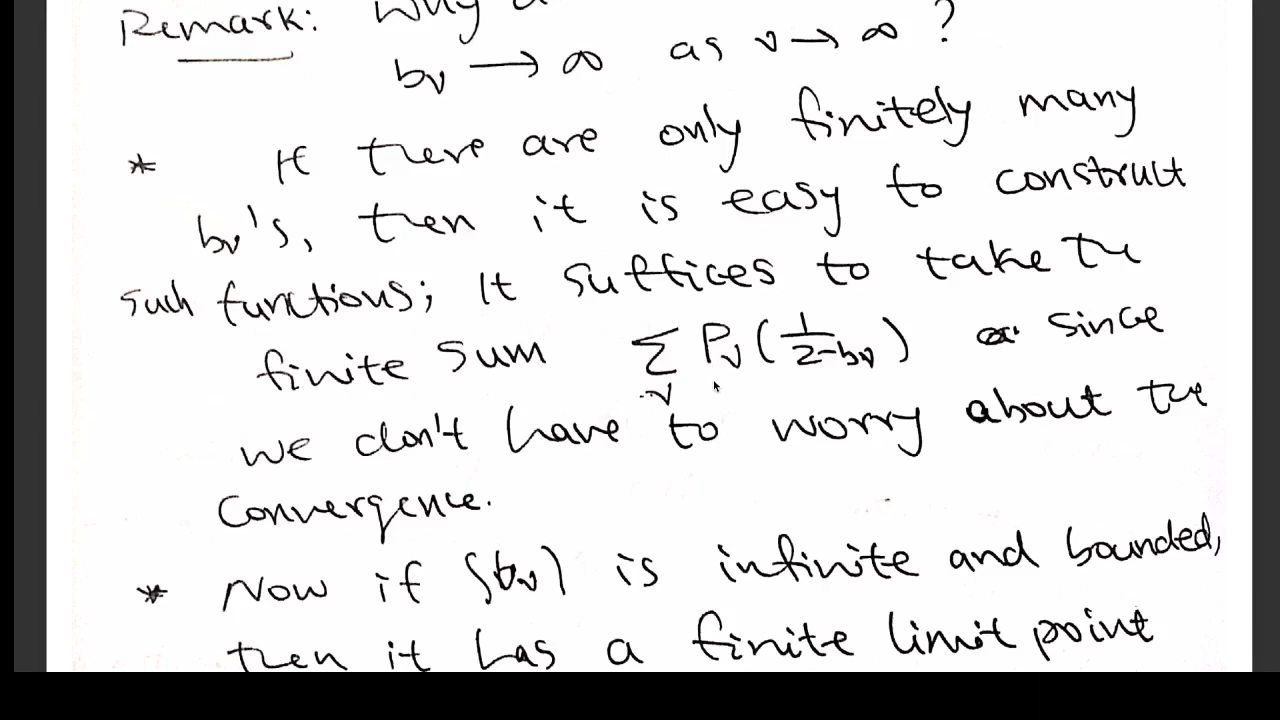 Remark: Why
bν → ∞ as ν → ∞ ?
* If there are only finitely many
bν's, then it is easy to construct
such functions; It suffices to take the
finite sum Σ_ν Pν(1/(z-bν)) since
we don't have to worry about the
convergence.
* Now if {bν} is infinite and bounded,
then it has a finite limit point